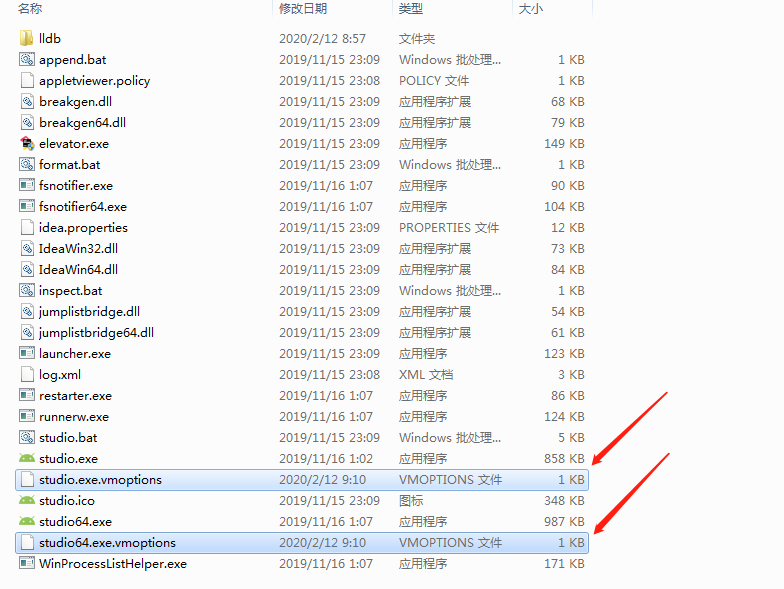 名称 修改日期 类型 大小
lldb 2020/2/12 8:57 文件夹
append.bat 2019/11/15 23:09 Windows 批处理... 1 KB
appletviewer.policy 2019/11/15 23:08 POLICY 文件 1 KB
breakgen.dll 2019/11/15 23:09 应用程序扩展 68 KB
breakgen64.dll 2019/11/15 23:09 应用程序扩展 79 KB
elevator.exe 2019/11/15 23:09 应用程序 149 KB
format.bat 2019/11/15 23:09 Windows 批处理... 1 KB
fsnotifier.exe 2019/11/16 1:07 应用程序 90 KB
fsnotifier64.exe 2019/11/16 1:07 应用程序 104 KB
idea.properties 2019/11/15 23:09 PROPERTIES 文件 12 KB
IdeaWin32.dll 2019/11/15 23:09 应用程序扩展 73 KB
IdeaWin64.dll 2019/11/15 23:09 应用程序扩展 84 KB
inspect.bat 2019/11/15 23:09 Windows 批处理... 1 KB
jumplistbridge.dll 2019/11/15 23:09 应用程序扩展 54 KB
jumplistbridge64.dll 2019/11/15 23:09 应用程序扩展 61 KB
launcher.exe 2019/11/15 23:09 应用程序 123 KB
log.xml 2019/11/15 23:08 XML 文档 3 KB
restarter.exe 2019/11/16 1:07 应用程序 86 KB
runnerw.exe 2019/11/16 1:07 应用程序 124 KB
studio.bat 2019/11/15 23:09 Windows 批处理... 5 KB
studio.exe 2019/11/16 1:02 应用程序 858 KB
studio.exe.vmoptions 2020/2/12 9:10 VMOPTIONS 文件 1 KB
studio.ico 2019/11/15 23:09 图标 348 KB
studio64.exe 2019/11/16 1:07 应用程序 987 KB
studio64.exe.vmoptions 2020/2/12 9:10 VMOPTIONS 文件 1 KB
WinProcessListHelper.exe 2019/11/16 1:07 应用程序 171 KB